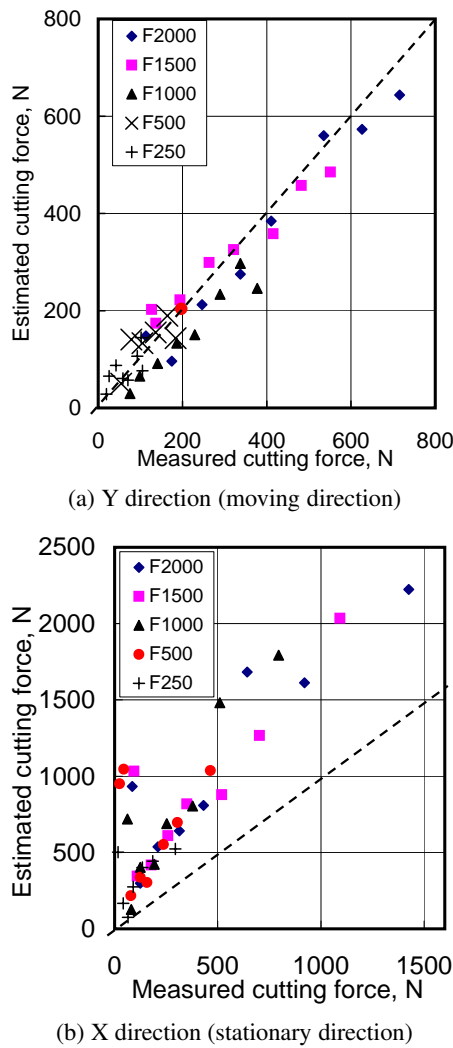 800
600
400
200
0
Estimated cutting force, N
F2000
F1500
F1000
F500
F250
0 200 400 600 800
Measured cutting force, N
(a) Y direction (moving direction)
2500
2000
1500
1000
500
0
Estimated cutting force, N
F2000
F1500
F1000
F500
F250
0 500 1000 1500
Measured cutting force, N
(b) X direction (stationary direction)